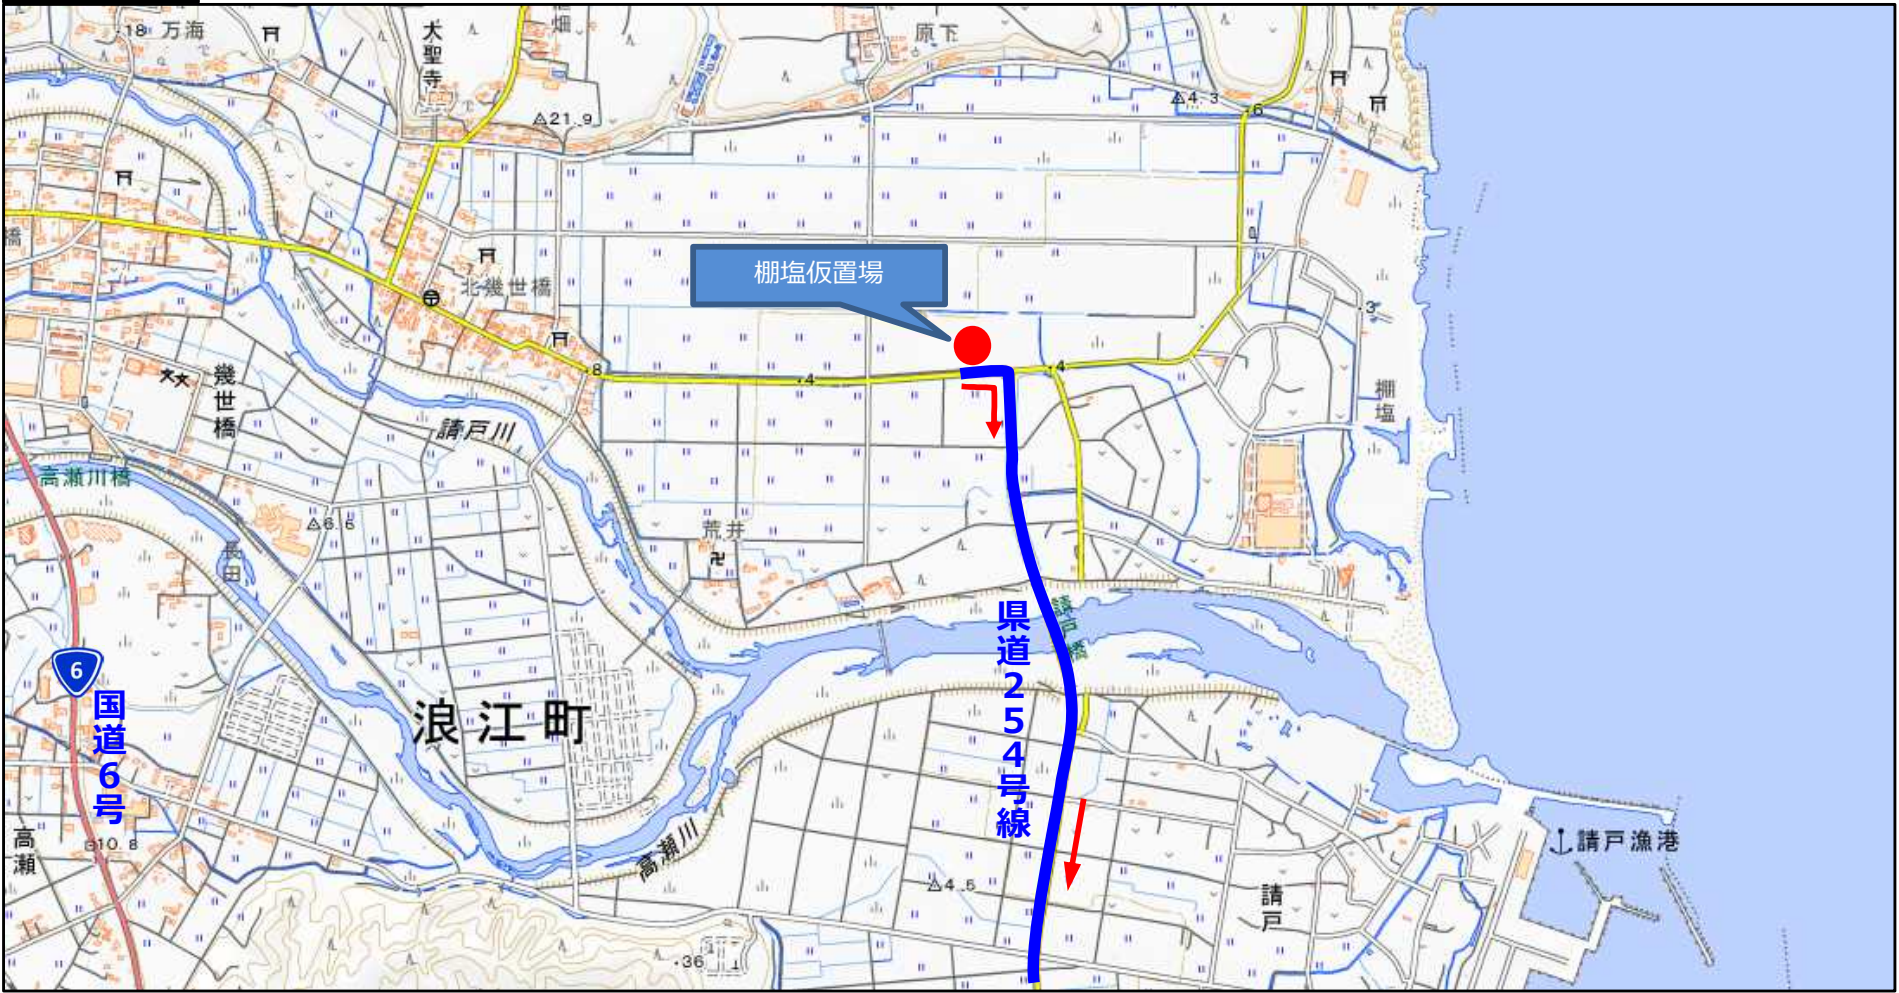 18
万海
大聖寺
畑
原下
21.9
4.3
6
北幾世橋
棚塩仮置場
3
8
4
4
棚塩
橋
幾世橋
請戸川
高瀬川橋
6.6
長田
荒井
請戸橋
県道254号線
6
国道6号
浪江町
高瀬
10.8
高瀬川
4.5
請戸漁港
請戸
36